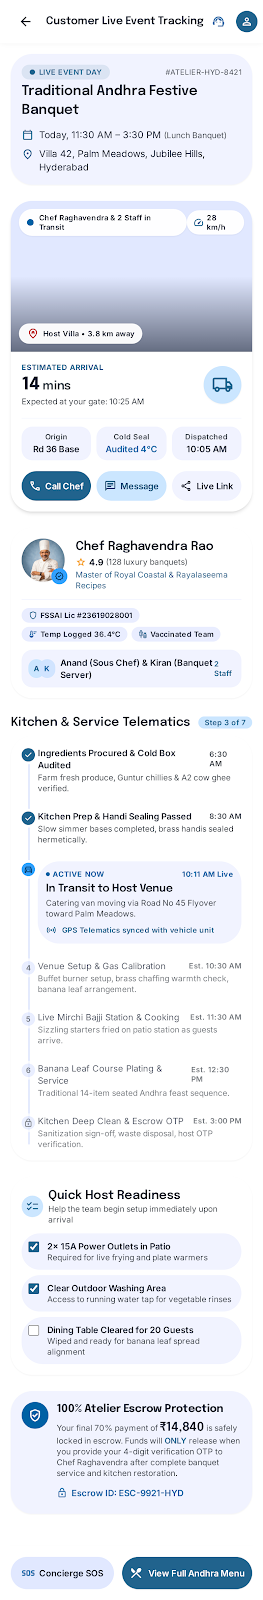 Customer Live Event Tracking
LIVE EVENT DAY
#ATELIER-HYD-8421
Traditional Andhra Festive
Banquet
Today, 11:30 AM – 3:30 PM (Lunch Banquet)
Villa 42, Palm Meadows, Jubilee Hills,
Hyderabad
Chef Raghavendra & 2 Staff in
Transit
28
km/h
Host Villa • 3.8 km away
ESTIMATED ARRIVAL
14 mins
Expected at your gate: 10:25 AM
Origin
Rd 36 Base
Cold Seal
Audited 4°C
Dispatched
10:05 AM
Call Chef
Message
Live Link
Chef Raghavendra Rao
4.9 (128 luxury banquets)
Master of Royal Coastal & Rayalaseema
Recipes
FSSAI Lic #23619028001
Temp Logged 36.4°C
Vaccinated Team
A K
Anand (Sous Chef) & Kiran (Banquet
Server)
2
Staff
Kitchen & Service Telematics
Step 3 of 7
Ingredients Procured & Cold Box
Audited
6:30
AM
Farm fresh produce, Guntur chillies & A2 cow ghee
verified.
Kitchen Prep & Handi Sealing Passed
8:30 AM
Slow simmer bases completed, brass handis sealed
hermetically.
ACTIVE NOW
10:11 AM Live
In Transit to Host Venue
Catering van moving via Road No 45 Flyover
toward Palm Meadows.
GPS Telematics synced with vehicle unit
4
Venue Setup & Gas Calibration
Est. 10:30 AM
Buffet burner setup, brass chaffing warmth check,
banana leaf arrangement.
5
Live Mirchi Bajji Station & Cooking
Est. 11:30 AM
Sizzling starters fried on patio station as guests
arrive.
6
Banana Leaf Course Plating &
Service
Est. 12:30
PM
Traditional 14-item seated Andhra feast sequence.
Kitchen Deep Clean & Escrow OTP
Est. 3:00 PM
Sanitization sign-off, waste disposal, host OTP
verification.
Quick Host Readiness
Help the team begin setup immediately upon
arrival
2× 15A Power Outlets in Patio
Required for live frying and plate warmers
Clear Outdoor Washing Area
Access to running water tap for vegetable rinses
Dining Table Cleared for 20 Guests
Wiped and ready for banana leaf spread
alignment
100% Atelier Escrow Protection
Your final 70% payment of ₹14,840 is safely
locked in escrow. Funds will ONLY release when
you provide your 4-digit verification OTP to
Chef Raghavendra after complete banquet
service and kitchen restoration.
Escrow ID: ESC-9921-HYD
SOS Concierge SOS
View Full Andhra Menu